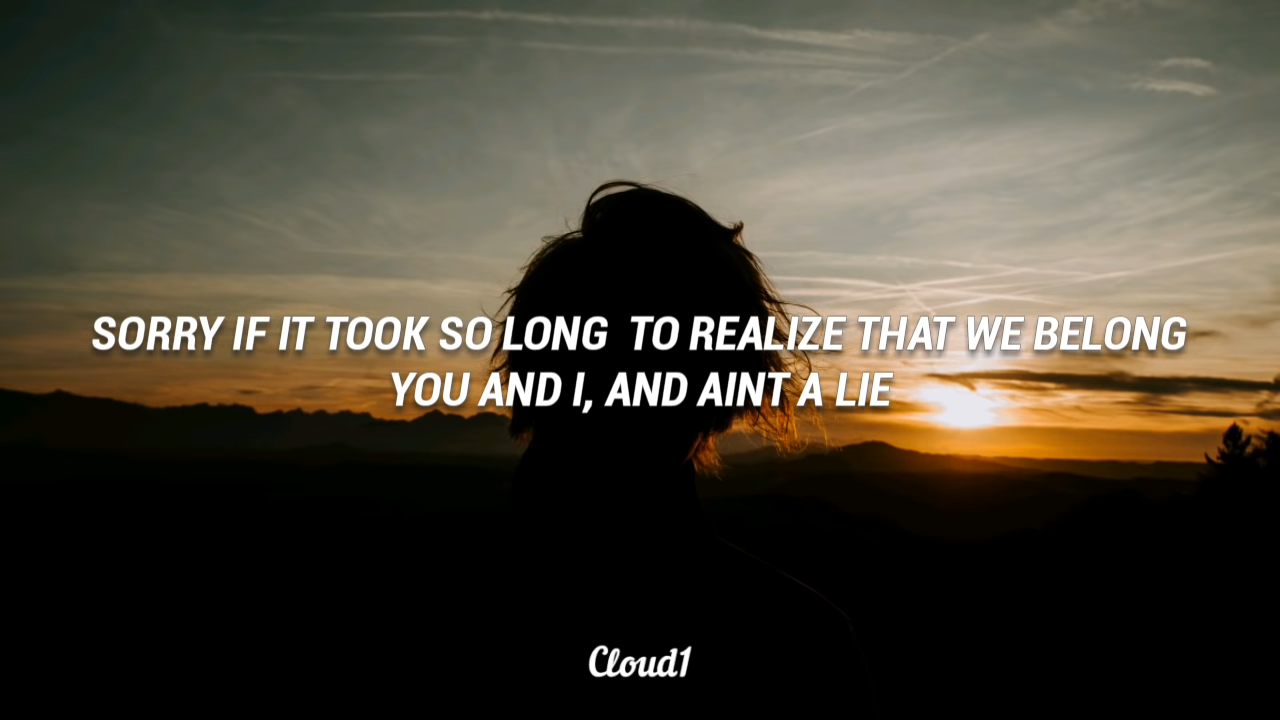 SORRY IF IT TOOK SO LONG  TO REALIZE THAT WE BELONG
YOU AND I, AND AINT A LIE
Cloud1